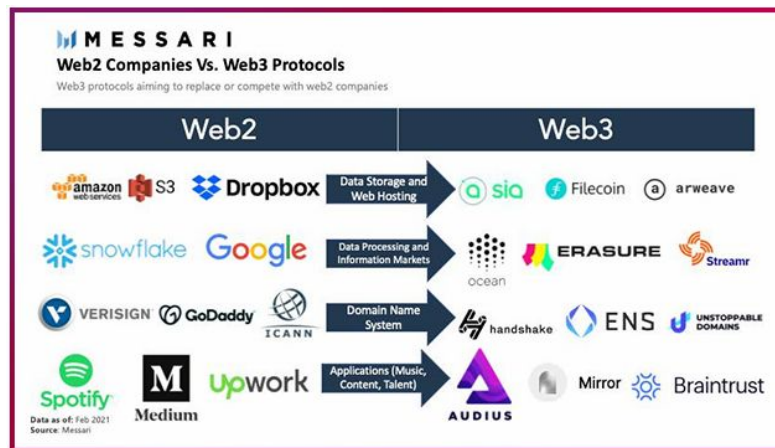 MESSARI
Web2 Companies Vs. Web3 Protocols
Web3 protocols aiming to replace or compete with web2 companies
Web2 Web3
amazon web services S3 Dropbox Data Storage and Web Hosting sia Filecoin a arweave
snowflake Google Data Processing and Information Markets ocean ERASURE Streamr
V VERISIGN GoDaddy ICANN Domain Name System handshake ENS UNSTOPPABLE DOMAINS
Spotify M Medium upwork Applications (Music, Content, Talent) AUDIUS Mirror Braintrust
Data as of: Feb 2021
Source: Messari